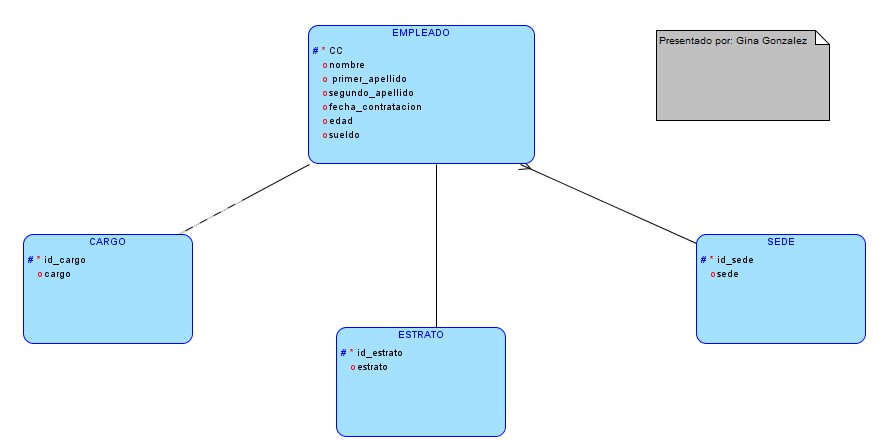 EMPLEADO
# * CC
o nombre
o primer_apellido
o segundo_apellido
o fecha_contratacion
o edad
o sueldo
Presentado por: Gina Gonzalez
CARGO
# * id_cargo
o cargo
ESTRATO
# * id_estrato
o estrato
SEDE
# * id_sede
o sede